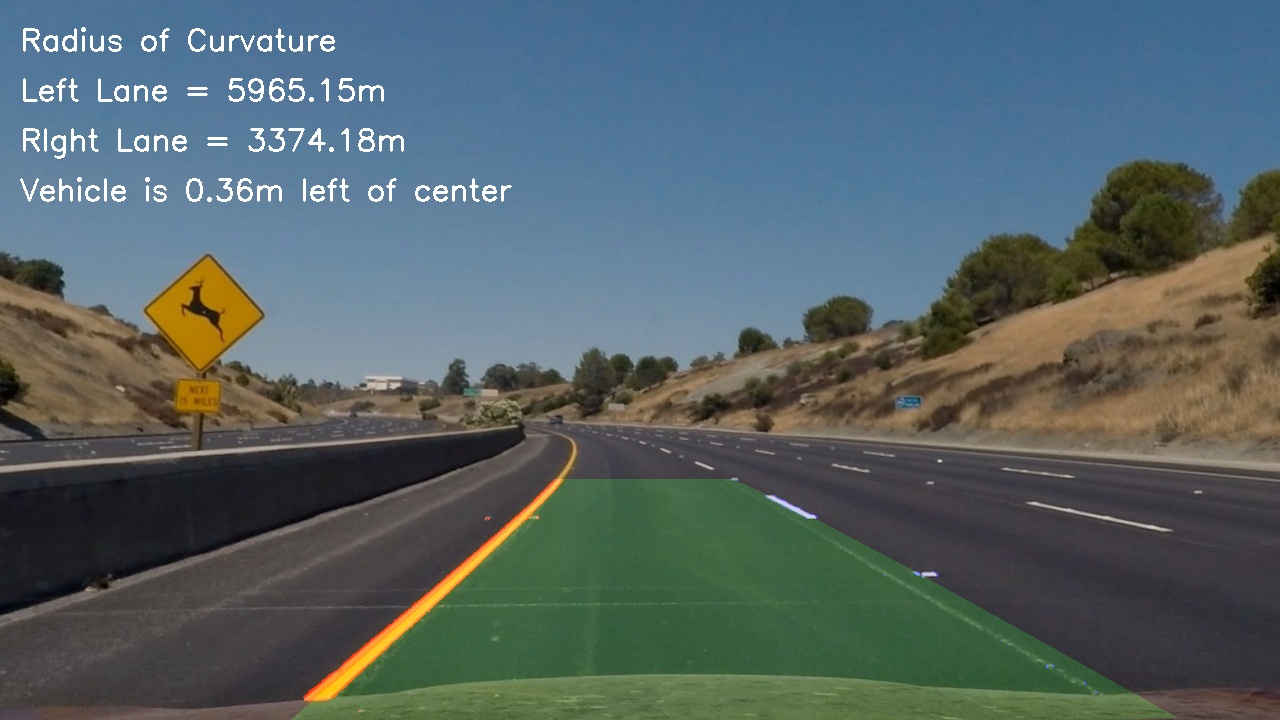 Radius of Curvature
Left Lane = 5965.15m
RIght Lane = 3374.18m
Vehicle is 0.36m left of center
NEXT
15 MILES